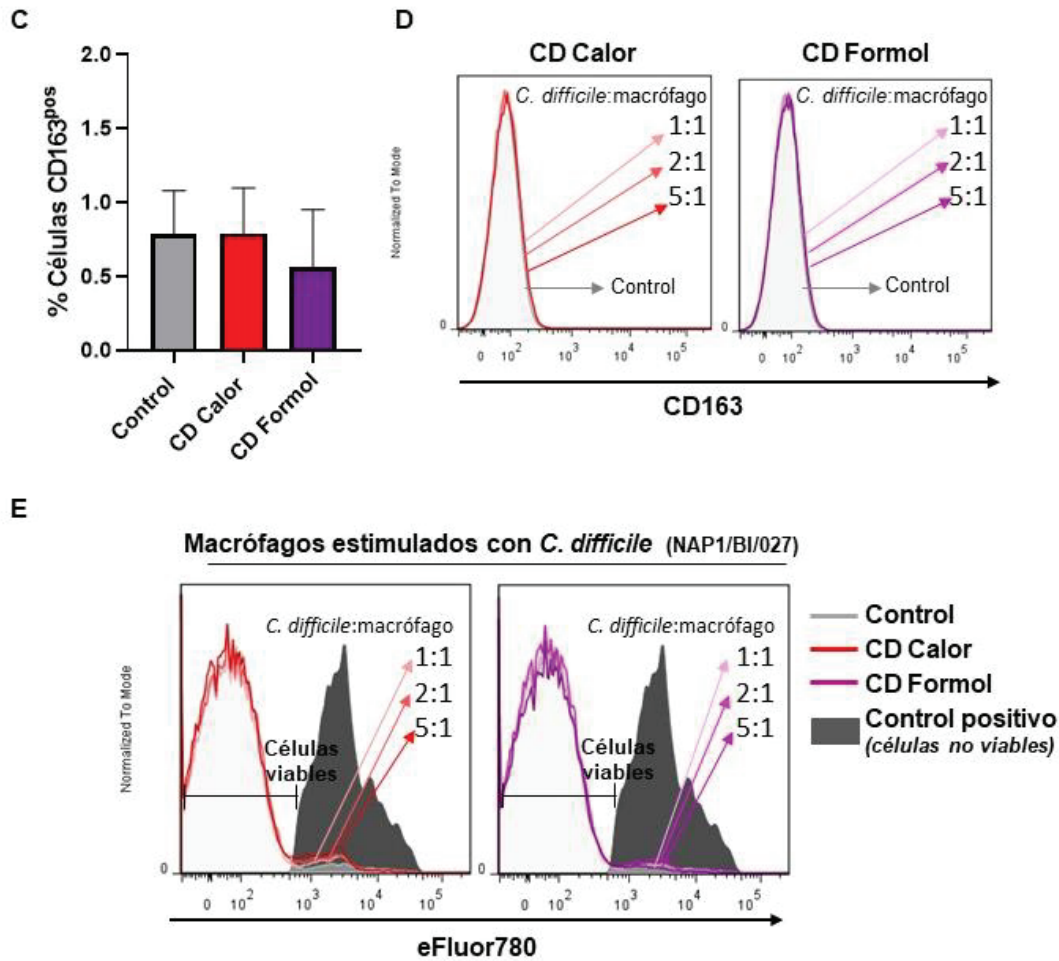 C
% Células CD163pos
2.0
1.5
1.0
0.5
0.0
Control
CD Calor
CD Formol
D
CD Calor
CD Formol
Normalized To Mode
C. difficile:macrófago
1:1
2:1
5:1
Control
0
0 10² 10³ 10⁴ 10⁵
C. difficile:macrófago
1:1
2:1
5:1
Control
0
0 10² 10³ 10⁴ 10⁵
CD163
E
Macrófagos estimulados con C. difficile (NAP1/BI/027)
Normalized To Mode
C. difficile:macrófago
1:1
2:1
5:1
Células
viables
0
0 10² 10³ 10⁴ 10⁵
C. difficile:macrófago
1:1
2:1
5:1
Células
viables
0
0 10² 10³ 10⁴ 10⁵
eFluor780
Control
CD Calor
CD Formol
Control positivo
(células no viables)